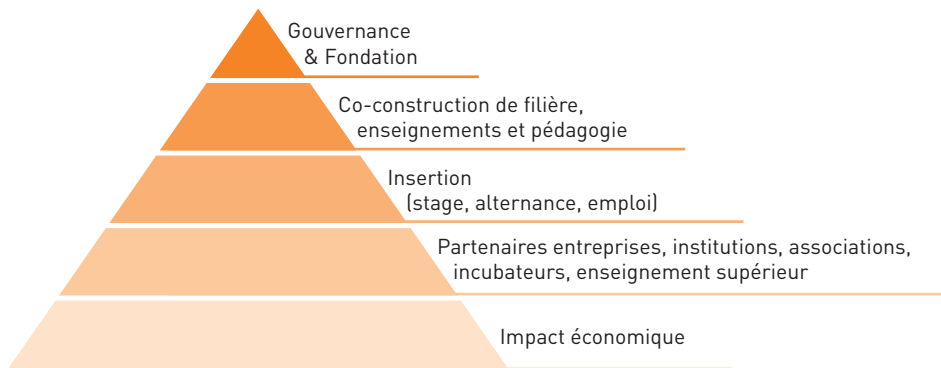 Gouvernance
& Fondation
Co-construction de filière,
enseignements et pédagogie
Insertion
(stage, alternance, emploi)
Partenaires entreprises, institutions, associations,
incubateurs, enseignement supérieur
Impact économique